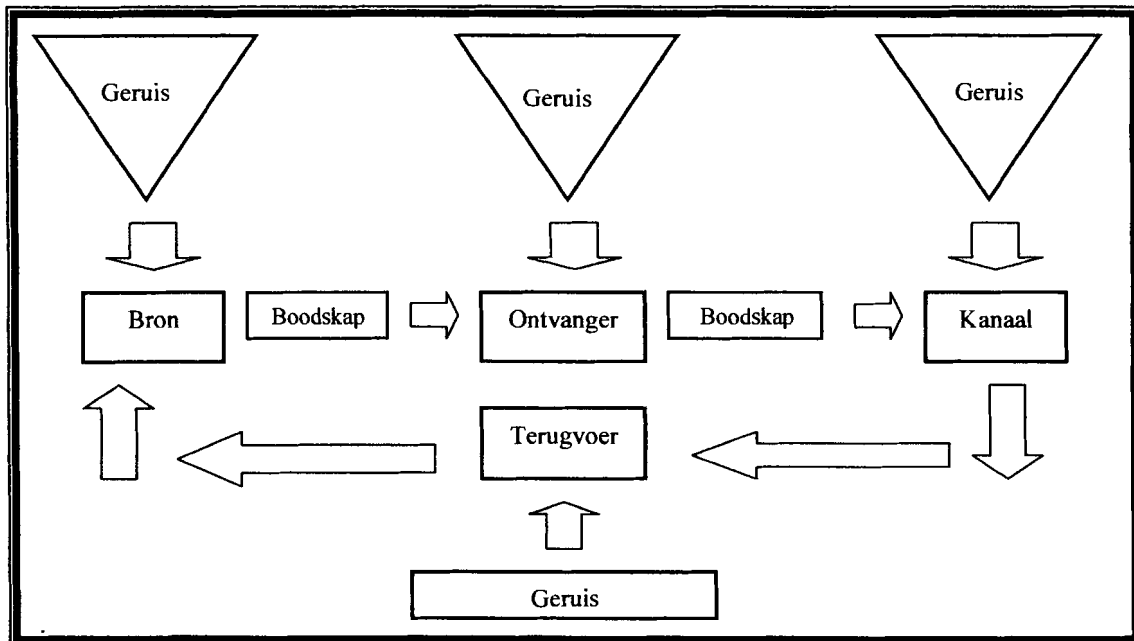 Geruis
Geruis
Geruis
Bron
Boodskap
Ontvanger
Boodskap
Kanaal
Terugvoer
Geruis